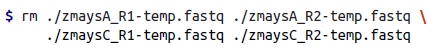 $ rm ./zmaysA_R1-temp.fastq ./zmaysA_R2-temp.fastq \
./zmaysC_R1-temp.fastq ./zmaysC_R2-temp.fastq